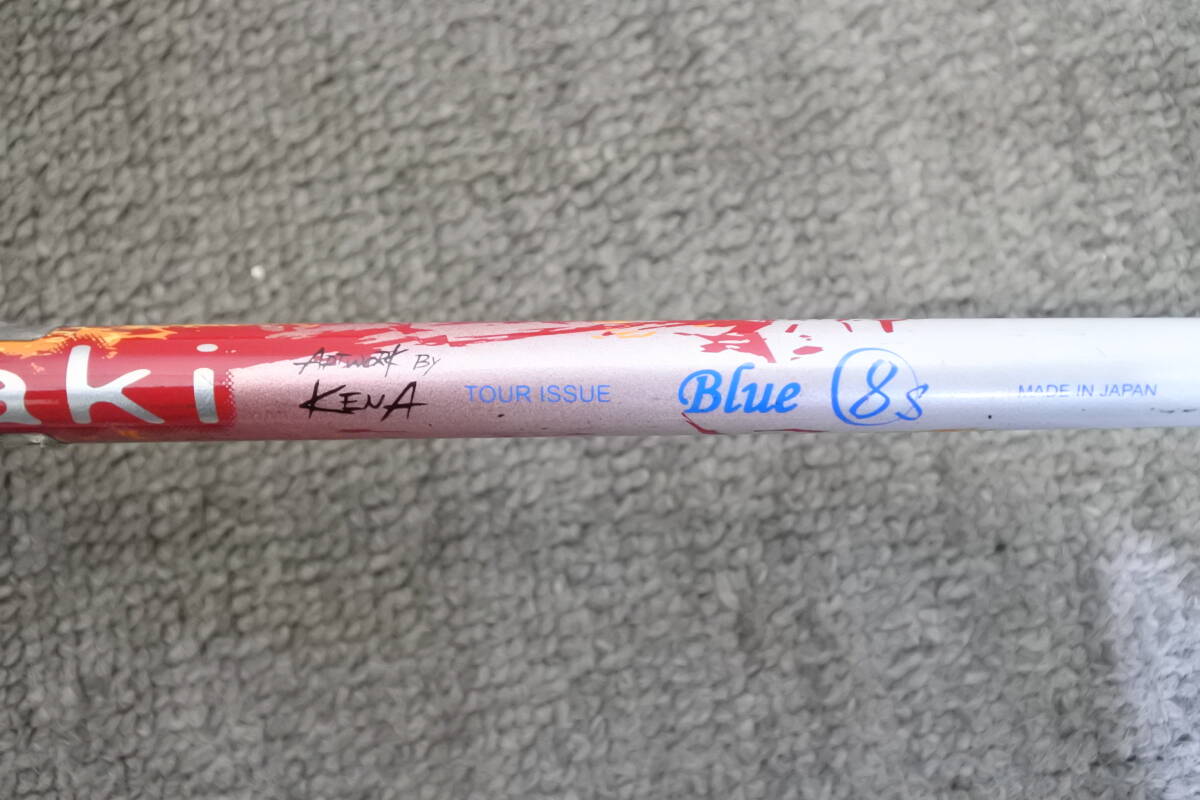 aki
ARTWORK BY
KENA
TOUR ISSUE
Blue 8s
MADE IN JAPAN